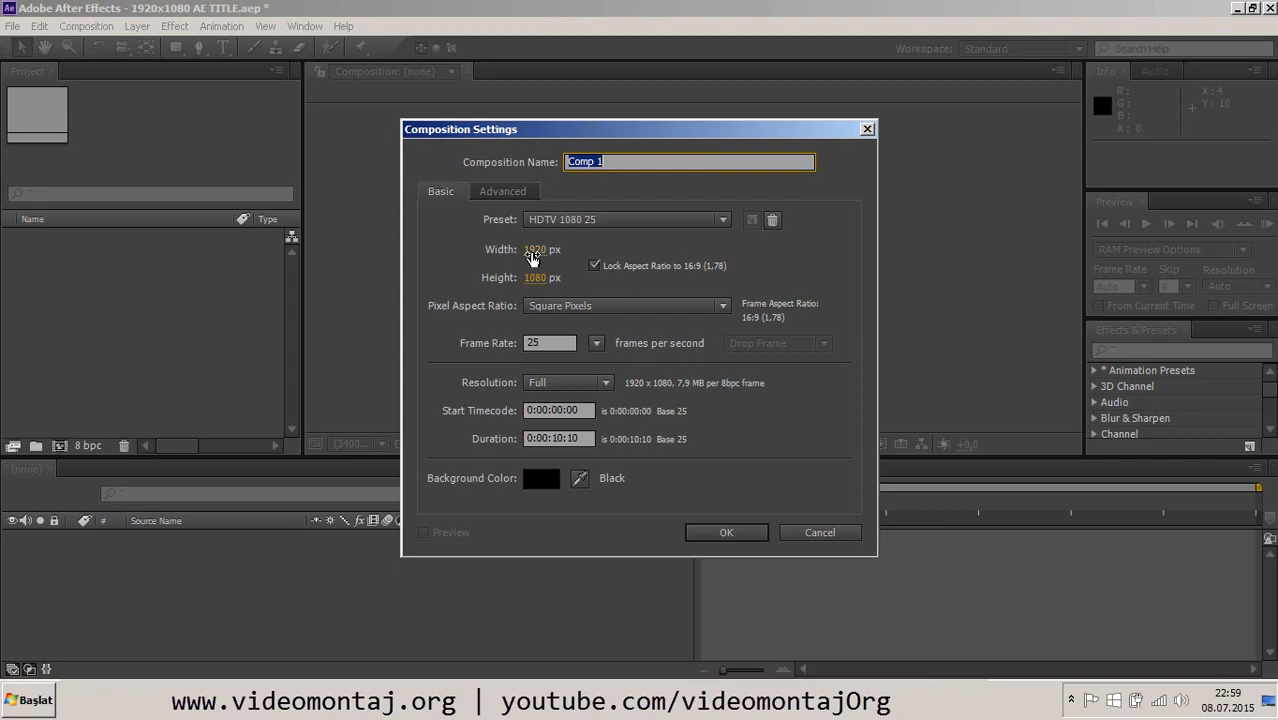 Ae Adobe After Effects - 1920x1080 AE TITLE.aep *
File Edit Composition Layer Effect Animation View Window Help
Workspace: Standard Search Help
Project Composition: (none) Info Audio
R : X : 4
G : Y : 10
B :
A : 0
Composition Settings
Composition Name: Comp 1
Basic Advanced
Preset: HDTV 1080 25
Width: 1920 px
Lock Aspect Ratio to 16:9 (1,78)
Height: 1080 px
Pixel Aspect Ratio: Square Pixels
Frame Aspect Ratio:
16:9 (1,78)
Frame Rate: 25 frames per second Drop Frame
Resolution: Full 1920 x 1080, 7,9 MB per 8bpc frame
Start Timecode: 0:00:00:00 is 0:00:00:00 Base 25
Duration: 0:00:10:10 is 0:00:10:10 Base 25
Background Color: Black
Preview OK Cancel
Name Type
Preview
RAM Preview Options
Frame Rate Skip Resolution
Auto 0 Auto
From Current Time Full Screen
Effects & Presets
* Animation Presets
3D Channel
Audio
Blur & Sharpen
Channel
8 bpc
(3400...
+0,0
(none)
# Source Name
Başlat
www.videomontaj.org | youtube.com/videomontajOrg
22:59
08.07.2015